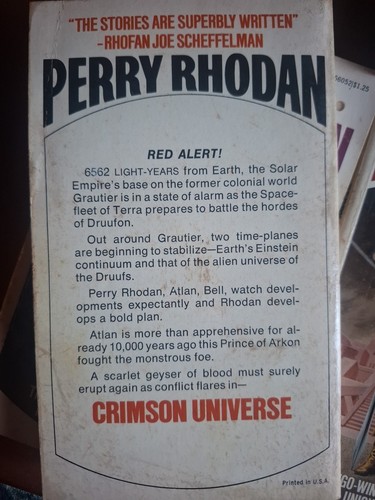 "THE STORIES ARE SUPERBLY WRITTEN"
-RHOFAN JOE SCHEFFELMAN
PERRY RHODAN
RED ALERT!
6562 LIGHT-YEARS from Earth, the Solar
Empire's base on the former colonial world
Grautier is in a state of alarm as the Space-
fleet of Terra prepares to battle the hordes
of Druufon.
Out around Grautier, two time-planes
are beginning to stabilize—Earth's Einstein
continuum and that of the alien universe of
the Druufs.
Perry Rhodan, Atlan, Bell, watch devel-
opments expectantly and Rhodan devel-
ops a bold plan.
Atlan is more than apprehensive for al-
ready 10,000 years ago this Prince of Arkon
fought the monstrous foe.
A scarlet geyser of blood must surely
erupt again as conflict flares in—
CRIMSON UNIVERSE
Printed in U.S.A.
$1.25